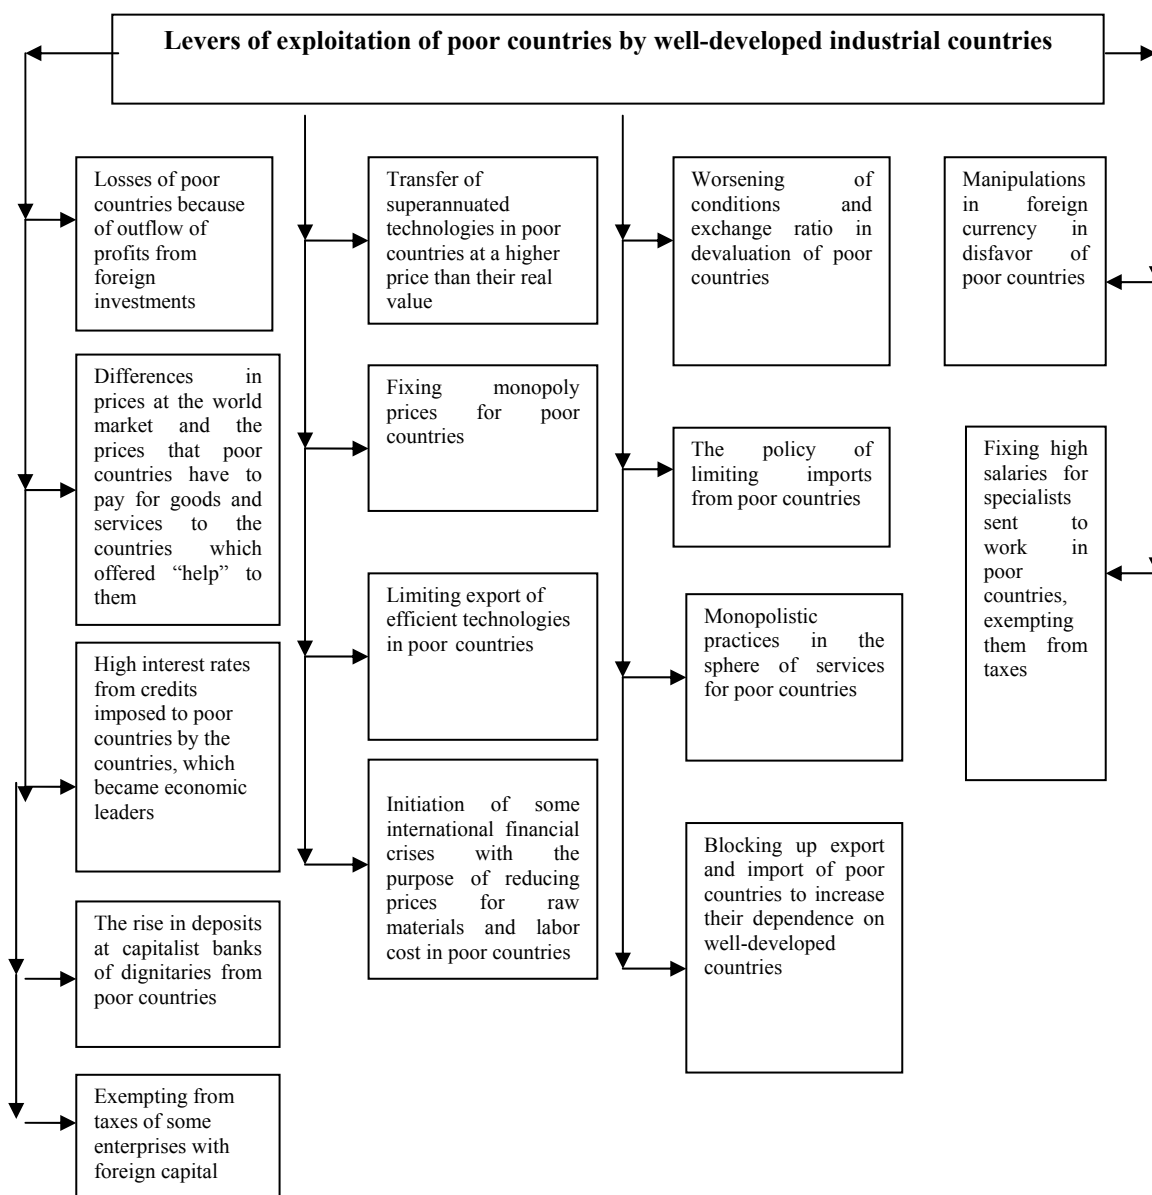 Levers of exploitation of poor countries by well-developed industrial countries
Losses of poor
countries because
of outflow of
profits from
foreign
investments
Differences in
prices at the world
market and the
prices that poor
countries have to
pay for goods and
services to the
countries which
offered “help” to
them
High interest rates
from credits
imposed to poor
countries by the
countries, which
became economic
leaders
The rise in deposits
at capitalist banks
of dignitaries from
poor countries
Exempting from
taxes of some
enterprises with
foreign capital
Transfer of
superannuated
technologies in poor
countries at a higher
price than their real
value
Fixing monopoly
prices for poor
countries
Limiting export of
efficient technologies
in poor countries
Initiation of some
international financial
crises with the
purpose of reducing
prices for raw
materials and labor
cost in poor countries
Worsening of
conditions and
exchange ratio in
devaluation of poor
countries
The policy of
limiting imports
from poor countries
Monopolistic
practices in the
sphere of services
for poor countries
Blocking up export
and import of poor
countries to increase
their dependence on
well-developed
countries
Manipulations
in foreign
currency in
disfavor of
poor countries
Fixing high
salaries for
specialists
sent to
work in
poor
countries,
exempting
them from
taxes